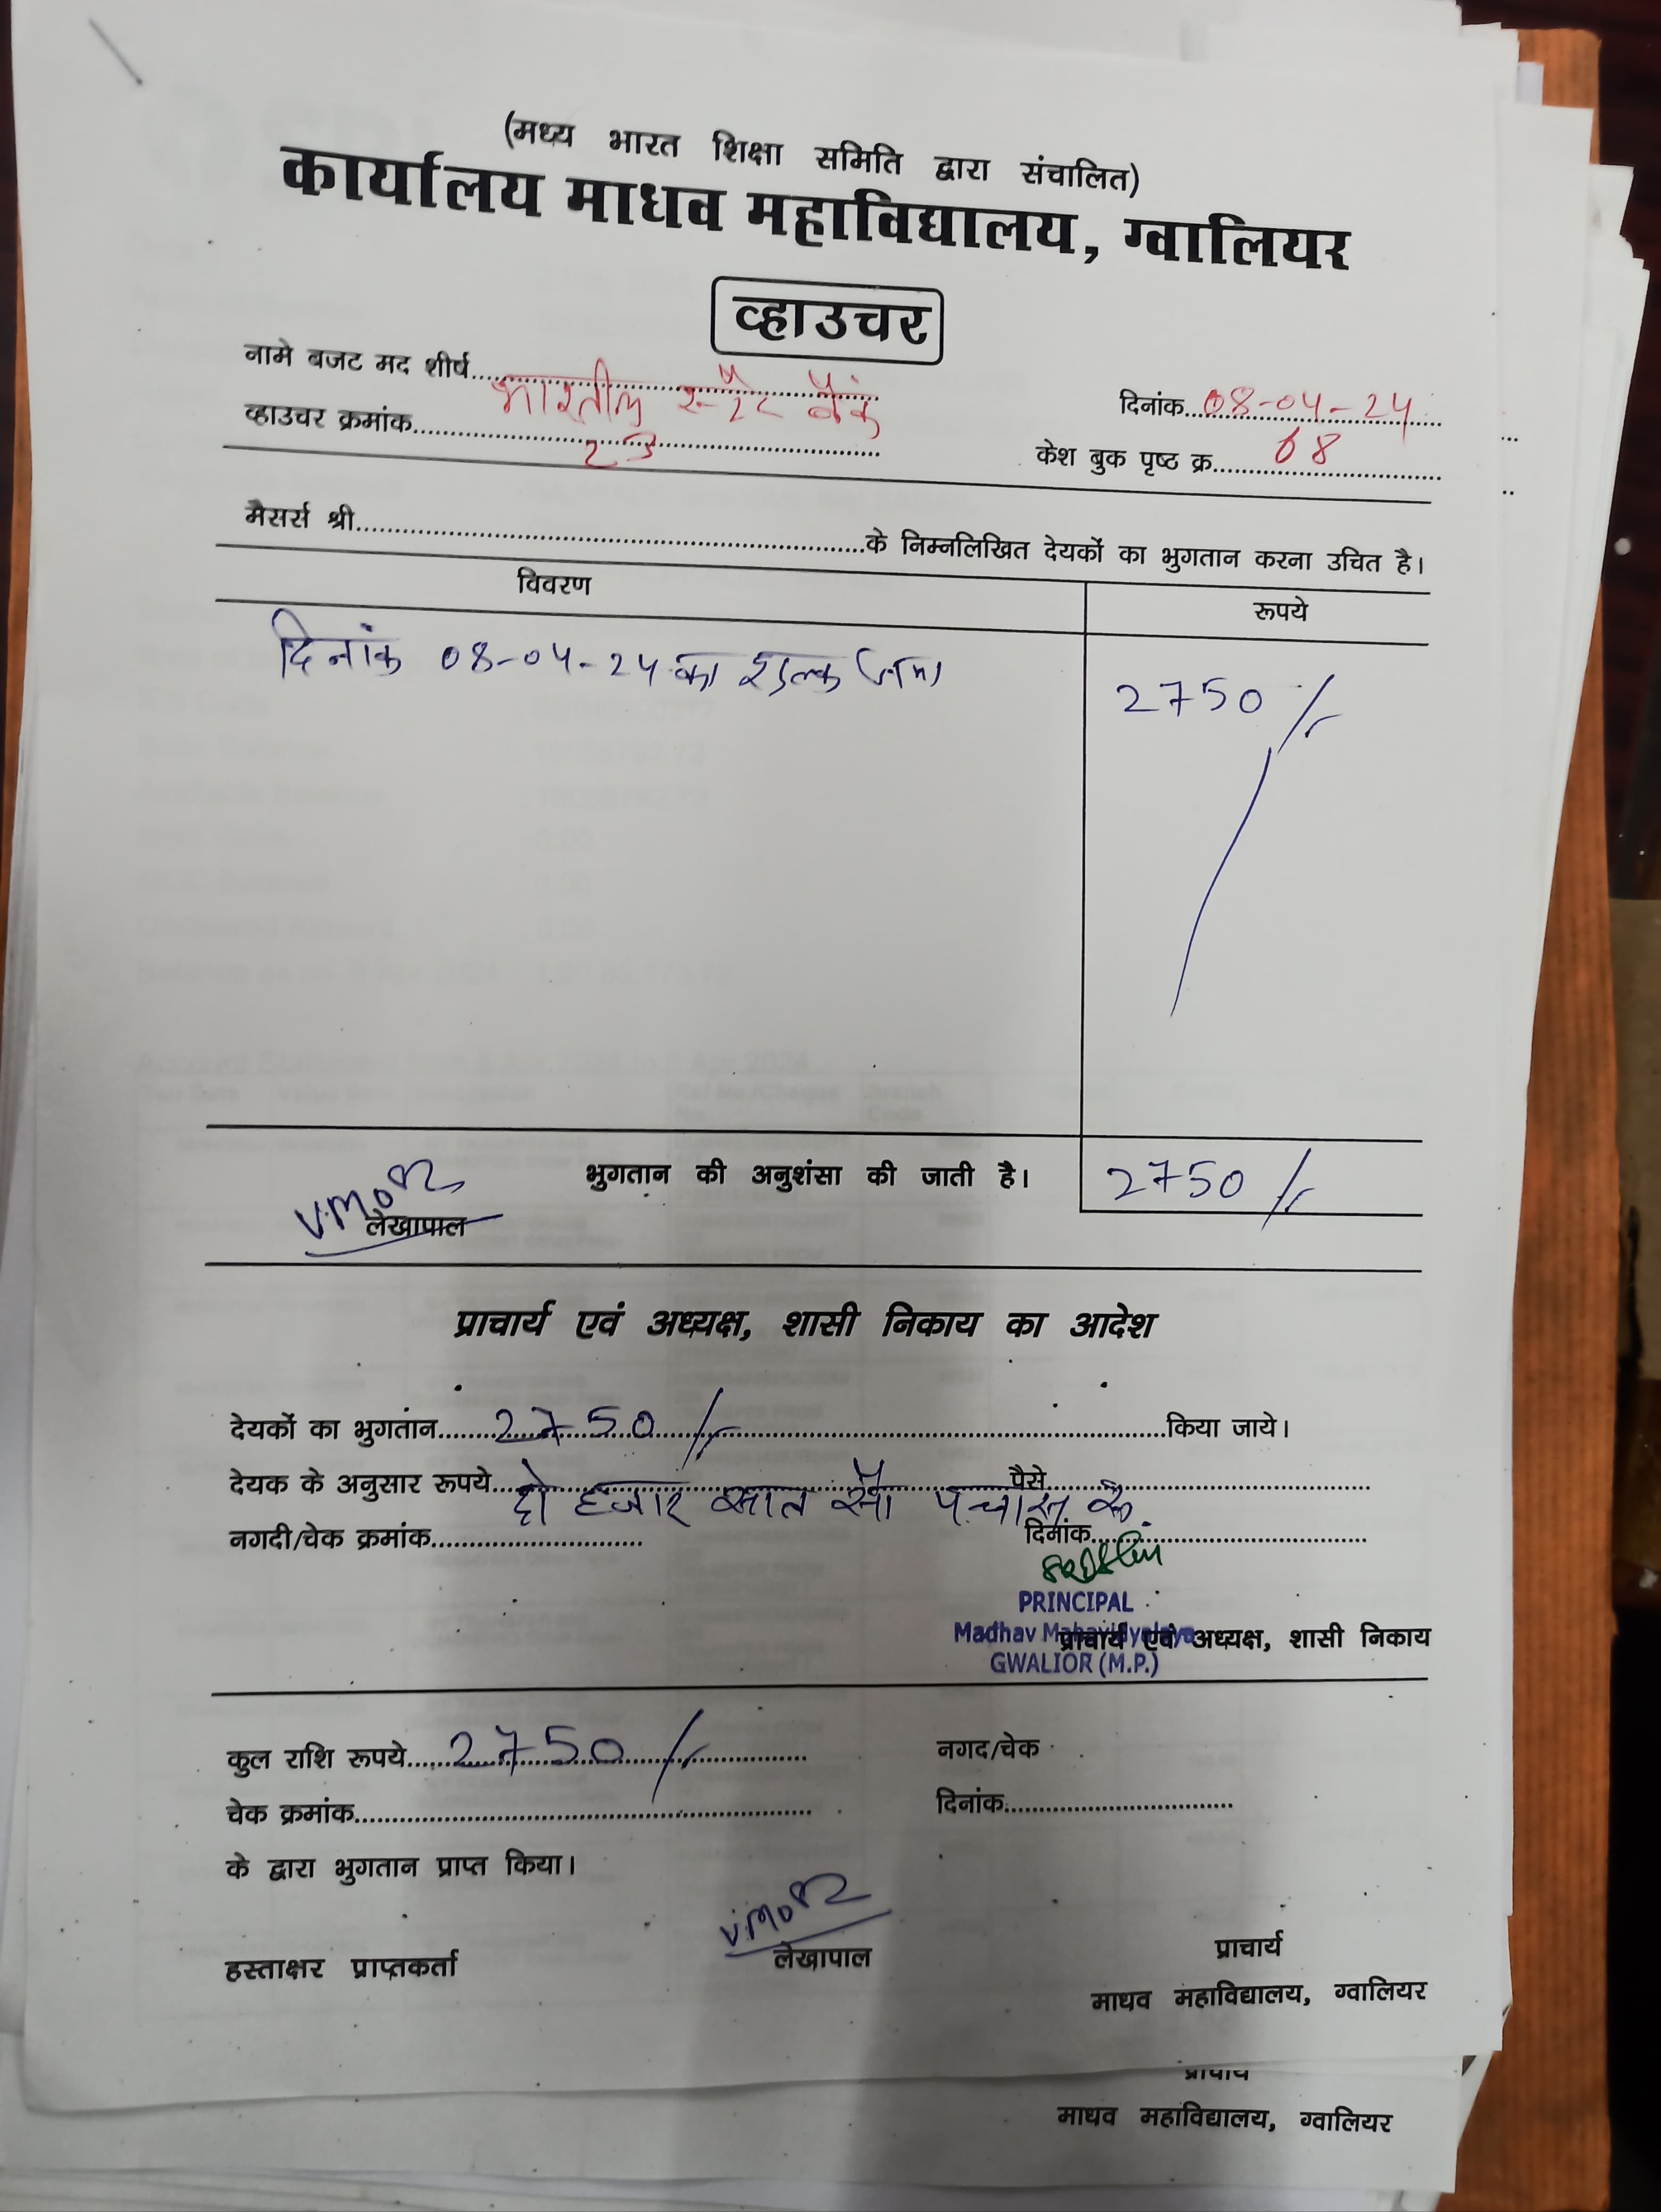 (मध्य भारत शिक्षा समिति द्वारा संचालित)
कार्यालय माधव महाविद्यालय, ग्वालियर
व्हाउचर
नामे बजट मद शीर्ष.......... भारतीय स्टेट बैंक
दिनांक.. 08-04-24
व्हाउचर क्रमांक.......... 23
केश बुक पृष्ठ क्र.......... 08
मैसर्स श्री..........के निम्नलिखित देयकों का भुगतान करना उचित है।
विवरण रूपये
दिनांक 08-04-24 का शुल्क जमा 2750/-
भुगतान की अनुशंसा की जाती है। 2750/-
लेखापाल
प्राचार्य एवं अध्यक्ष, शासी निकाय का आदेश
देयकों का भुगतान.......... 2750/- ..........किया जाये।
देयक के अनुसार रूपये.......... दो हजार सात सौ पचास रू. पैसे..........
नगदी/चेक क्रमांक.......... दिनांक..........
PRINCIPAL
Madhav Mahavidyalaya
GWALIOR (M.P.)
प्राचार्य एवं अध्यक्ष, शासी निकाय
कुल राशि रूपये.......... 2750/- नगद/चेक
चेक क्रमांक.......... दिनांक..........
के द्वारा भुगतान प्राप्त किया।
हस्ताक्षर प्राप्तकर्ता लेखापाल प्राचार्य
माधव महाविद्यालय, ग्वालियर
प्राचार्य
माधव महाविद्यालय, ग्वालियर